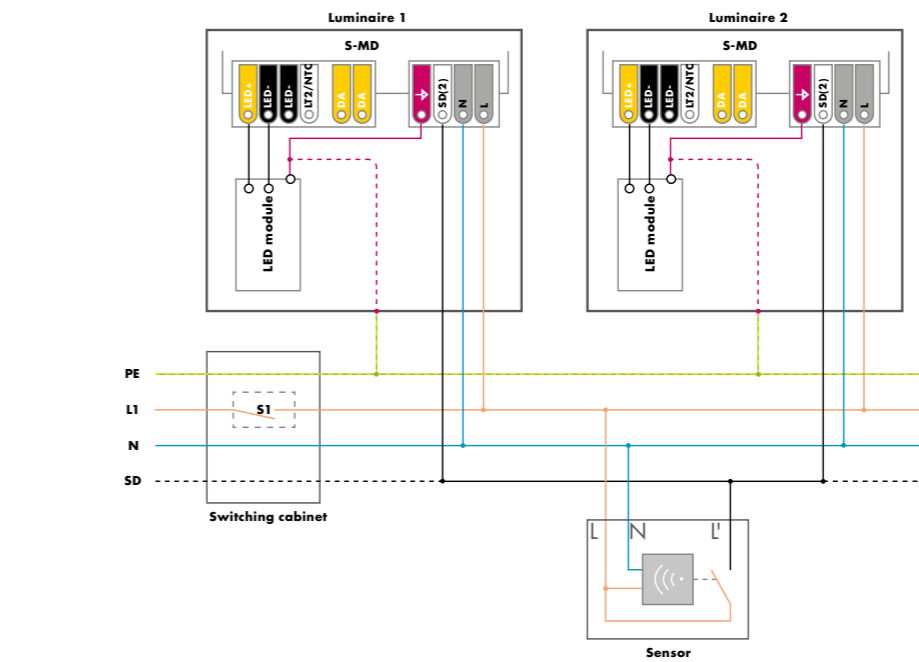 Luminaire 1
S-MD
LED+
LED-
LED-
LT2/NTC
DA
DA
SD(2)
N
L
LED module
Luminaire 2
S-MD
LED+
LED-
LED-
LT2/NTC
DA
DA
SD(2)
N
L
LED module
PE
L1
S1
N
SD
Switching cabinet
L
N
L'
Sensor